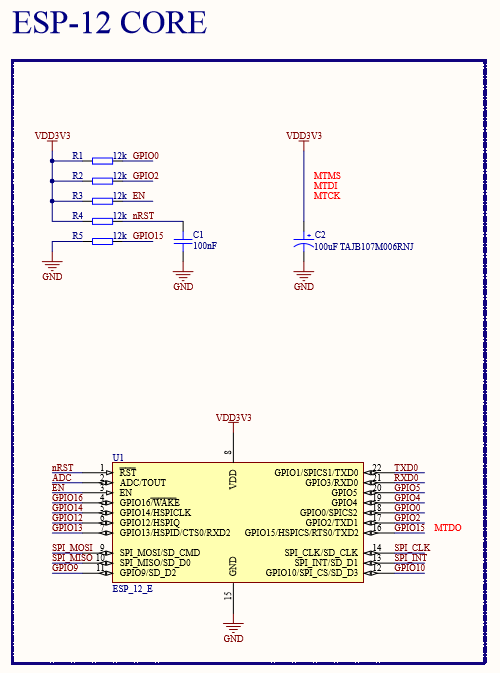 ESP-12 CORE
VDD3V3
VDD3V3
R1 12k GPIO0
R2 12k GPIO2
R3 12k EN
R4 12k nRST
R5 12k GPIO15
C1
100nF
GND
GND
MTMS
MTDI
MTCK
C2
100uF TAJB107M006RNJ
GND
VDD3V3
8
U1
nRST 1 RST VDD GPIO1/SPICS1/TXD0 22 TXD0
ADC 2 ADC/TOUT GPIO3/RXD0 21 RXD0
EN 3 EN GPIO5 20 GPIO5
GPIO16 4 GPIO16/WAKE GPIO4 19 GPIO4
GPIO14 5 GPIO14/HSPICLK GPIO0/SPICS2 18 GPIO0
GPIO12 6 GPIO12/HSPIQ GPIO2/TXD1 17 GPIO2
GPIO13 7 GPIO13/HSPID/CTS0/RXD2 GPIO15/HSPICS/RTS0/TXD2 16 GPIO15 MTDO
SPI_MOSI 9 SPI_MOSI/SD_CMD SPI_CLK/SD_CLK 14 SPI_CLK
SPI_MISO 10 SPI_MISO/SD_D0 GND SPI_INT/SD_D1 13 SPI_INT
GPIO9 11 GPIO9/SD_D2 GPIO10/SPI_CS/SD_D3 12 GPIO10
ESP_12_E
15
GND